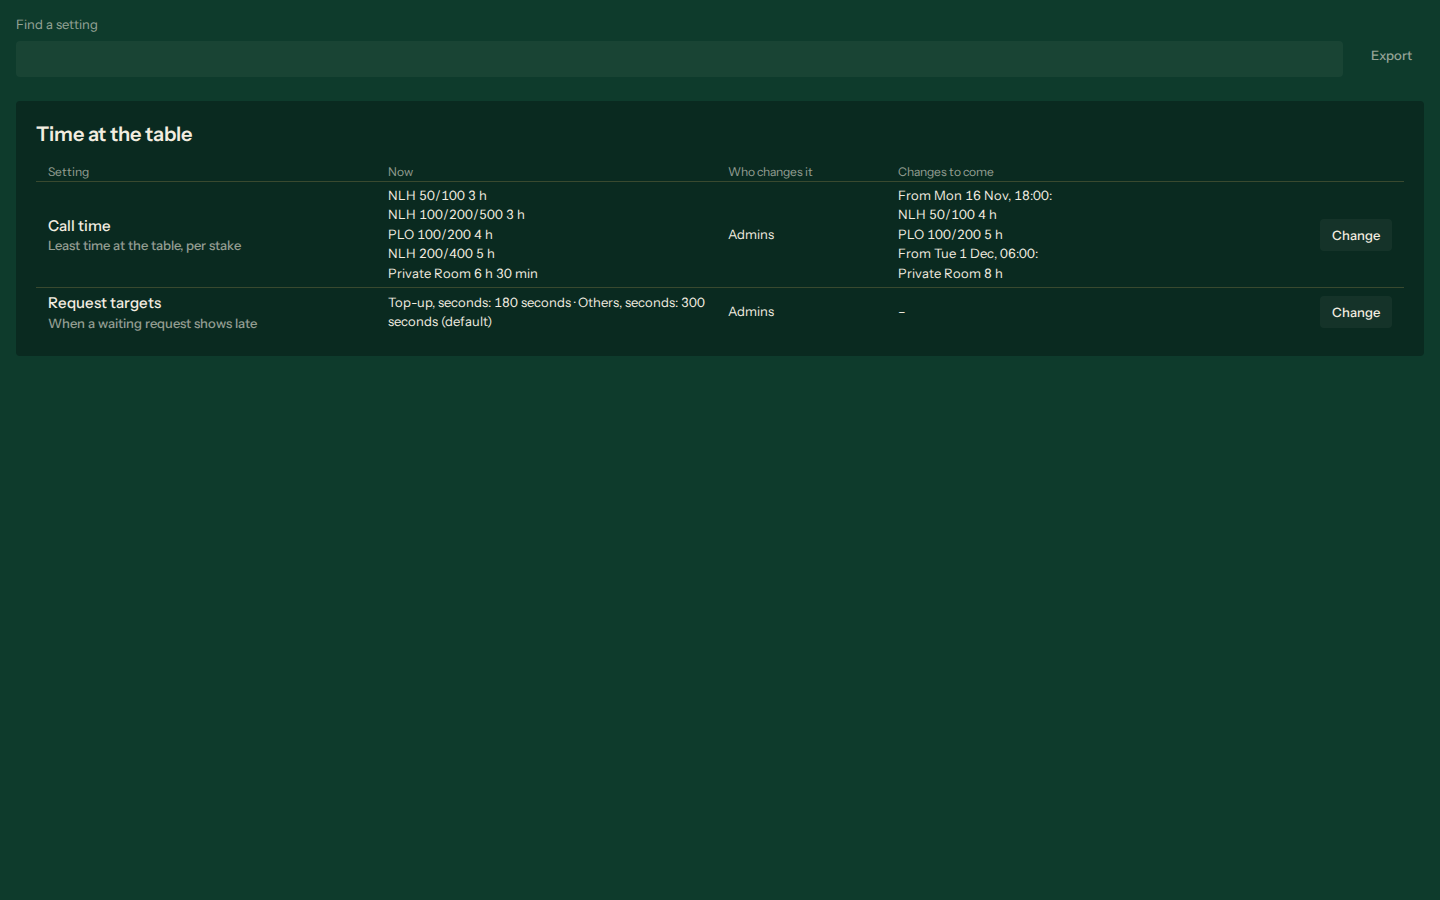 Find a setting
Export
Time at the table
Setting
Now
Who changes it
Changes to come
Call time
Least time at the table, per stake
NLH 50/100 3 h
NLH 100/200/500 3 h
PLO 100/200 4 h
NLH 200/400 5 h
Private Room 6 h 30 min
Admins
From Mon 16 Nov, 18:00:
NLH 50/100 4 h
PLO 100/200 5 h
From Tue 1 Dec, 06:00:
Private Room 8 h
Change
Request targets
When a waiting request shows late
Top-up, seconds: 180 seconds · Others, seconds: 300
seconds (default)
Admins
–
Change